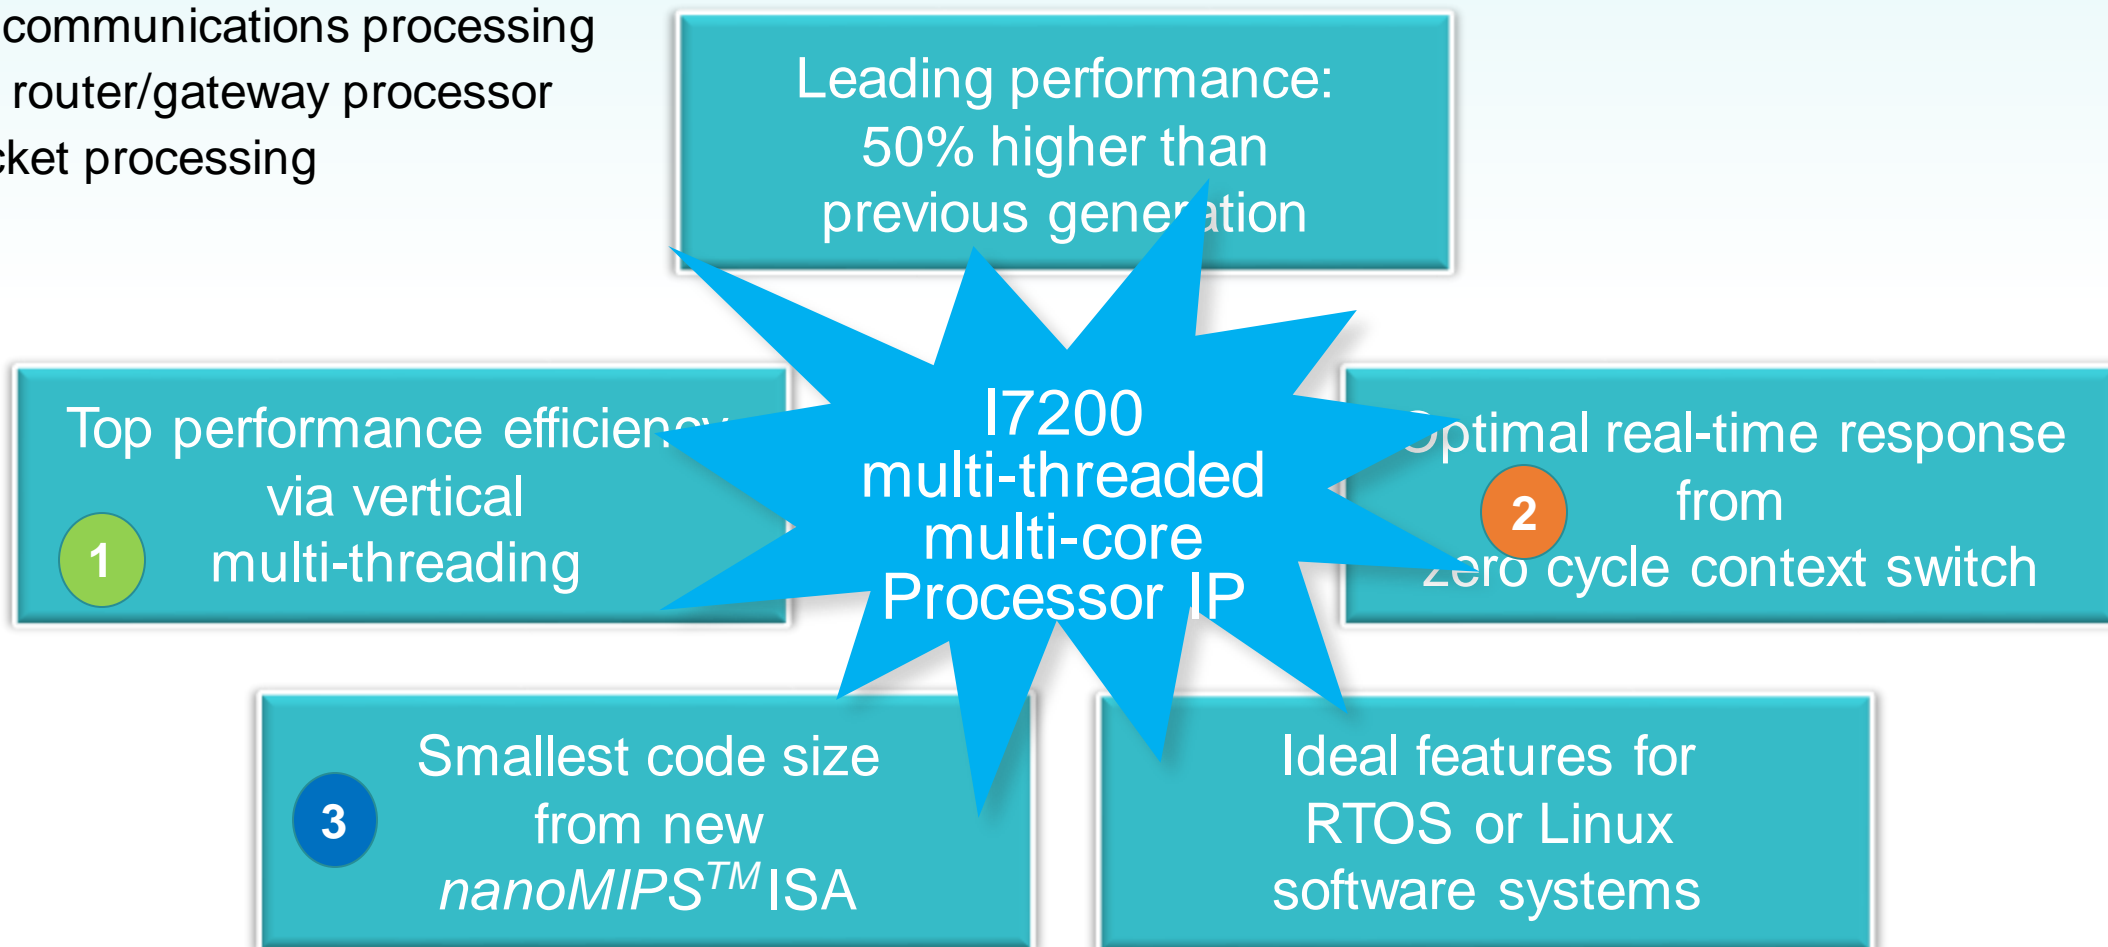 communications processing
router/gateway processor
cket processing
Leading performance:
50% higher than
previous generation
Top performance efficiency
via vertical
multi-threading
1
I7200
multi-threaded
multi-core
Processor IP
Optimal real-time response
from
zero cycle context switch
2
Smallest code size
from new
nanoMIPS™ ISA
3
Ideal features for
RTOS or Linux
software systems